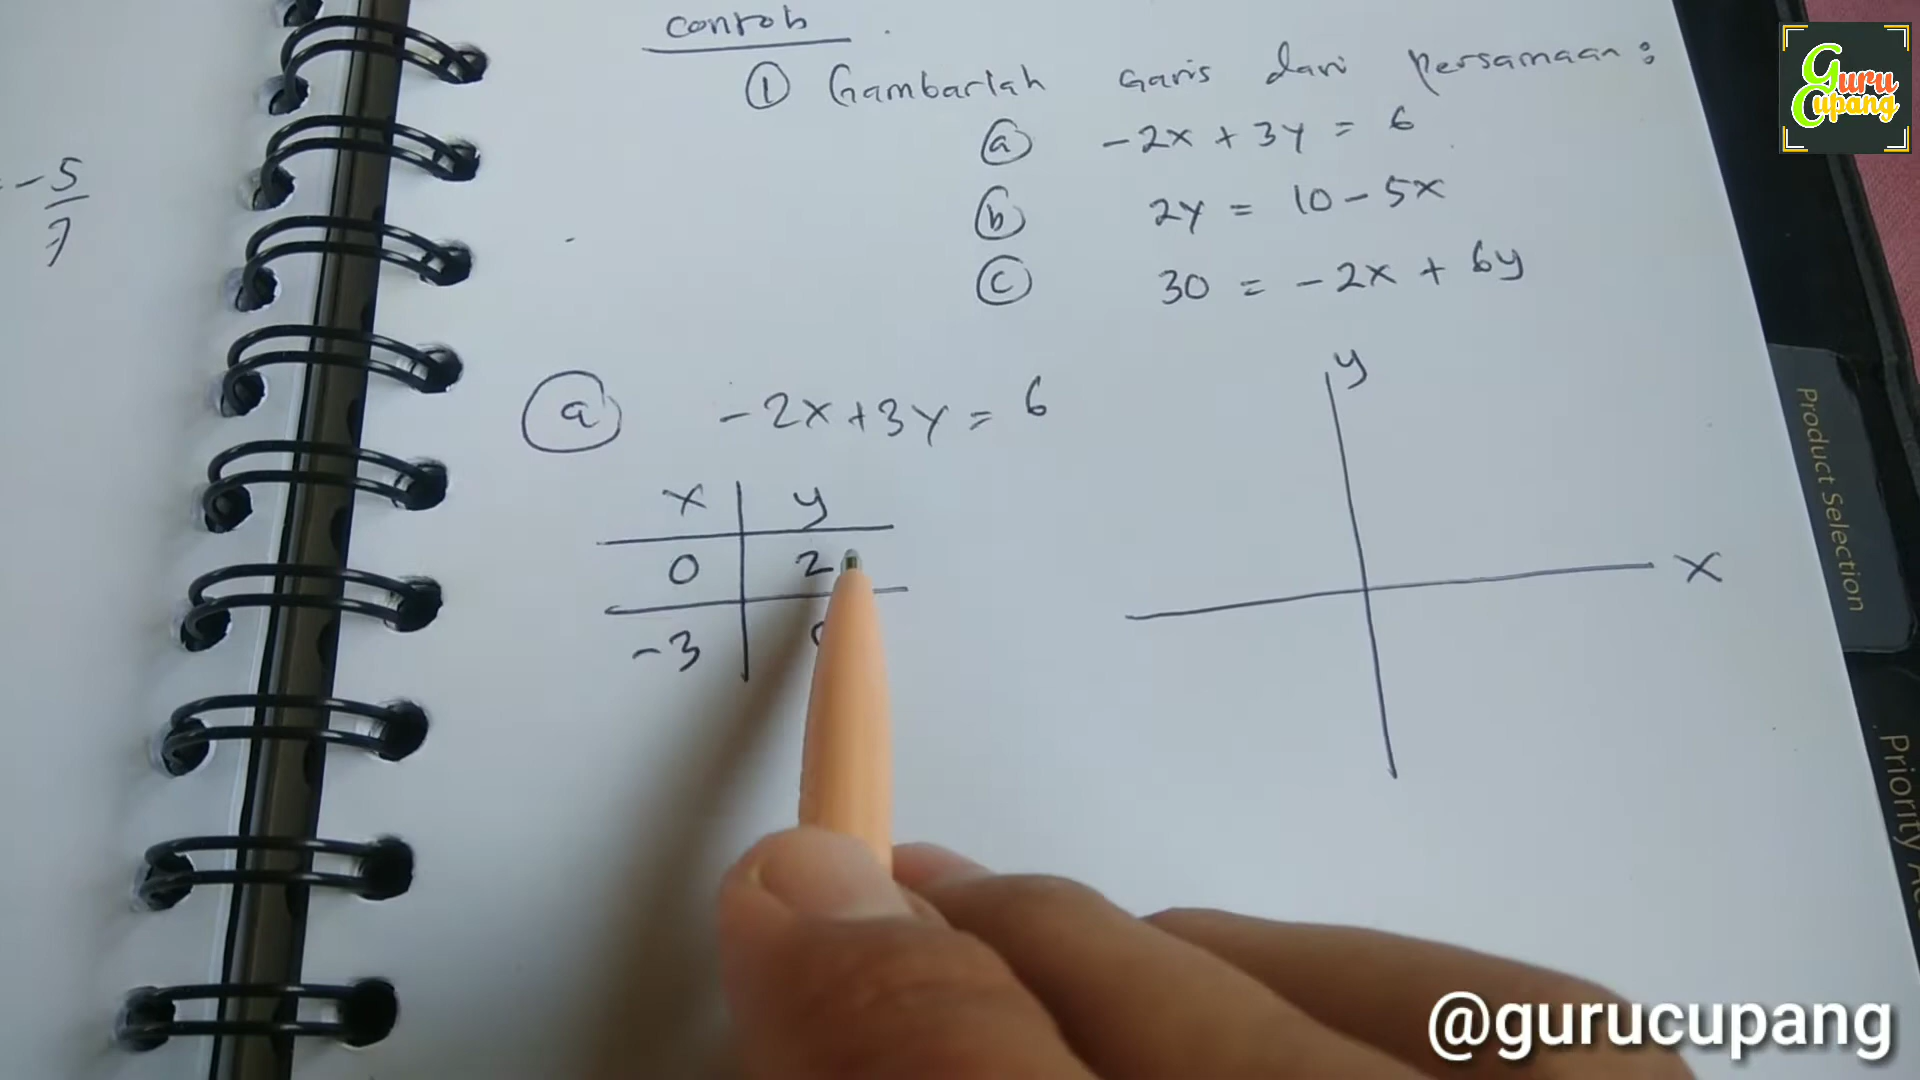 - 5
7
Contoh
① Gambarlah Garis dari persamaan :
ⓐ -2x + 3y = 6
ⓑ 2y = 10 - 5x
ⓒ 30 = -2x + 6y
ⓐ -2x + 3y = 6
x y
0 2
-3
y
x
Product Selection
Guru
Cupang
@gurucupang